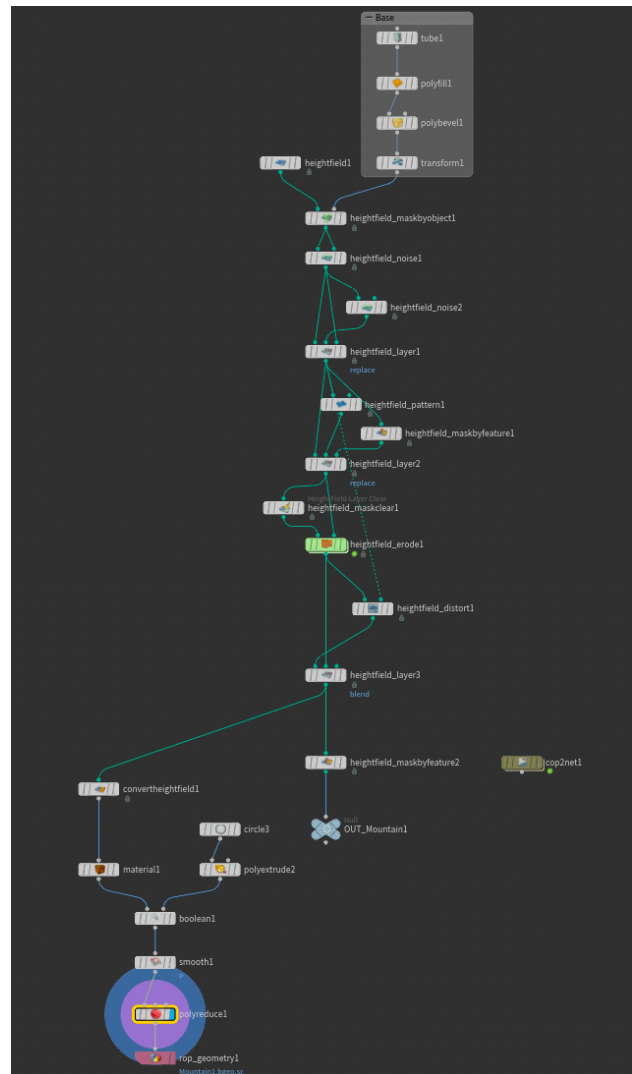 Base
tube1
polyfill1
polybevel1
transform1
heightfield1
heightfield_maskbyobject1
heightfield_noise1
heightfield_noise2
heightfield_layer1
replace
heightfield_pattern1
heightfield_maskbyfeature1
heightfield_layer2
replace
HeightField Layer Clear
heightfield_maskclear1
heightfield_erode1
heightfield_distort1
heightfield_layer3
blend
heightfield_maskbyfeature2
cop2net1
convertheightfield1
Null
OUT_Mountain1
circle3
material1
polyextrude2
boolean1
smooth1
P
polyreduce1
rop_geometry1
Mountain1.bgeo.sc